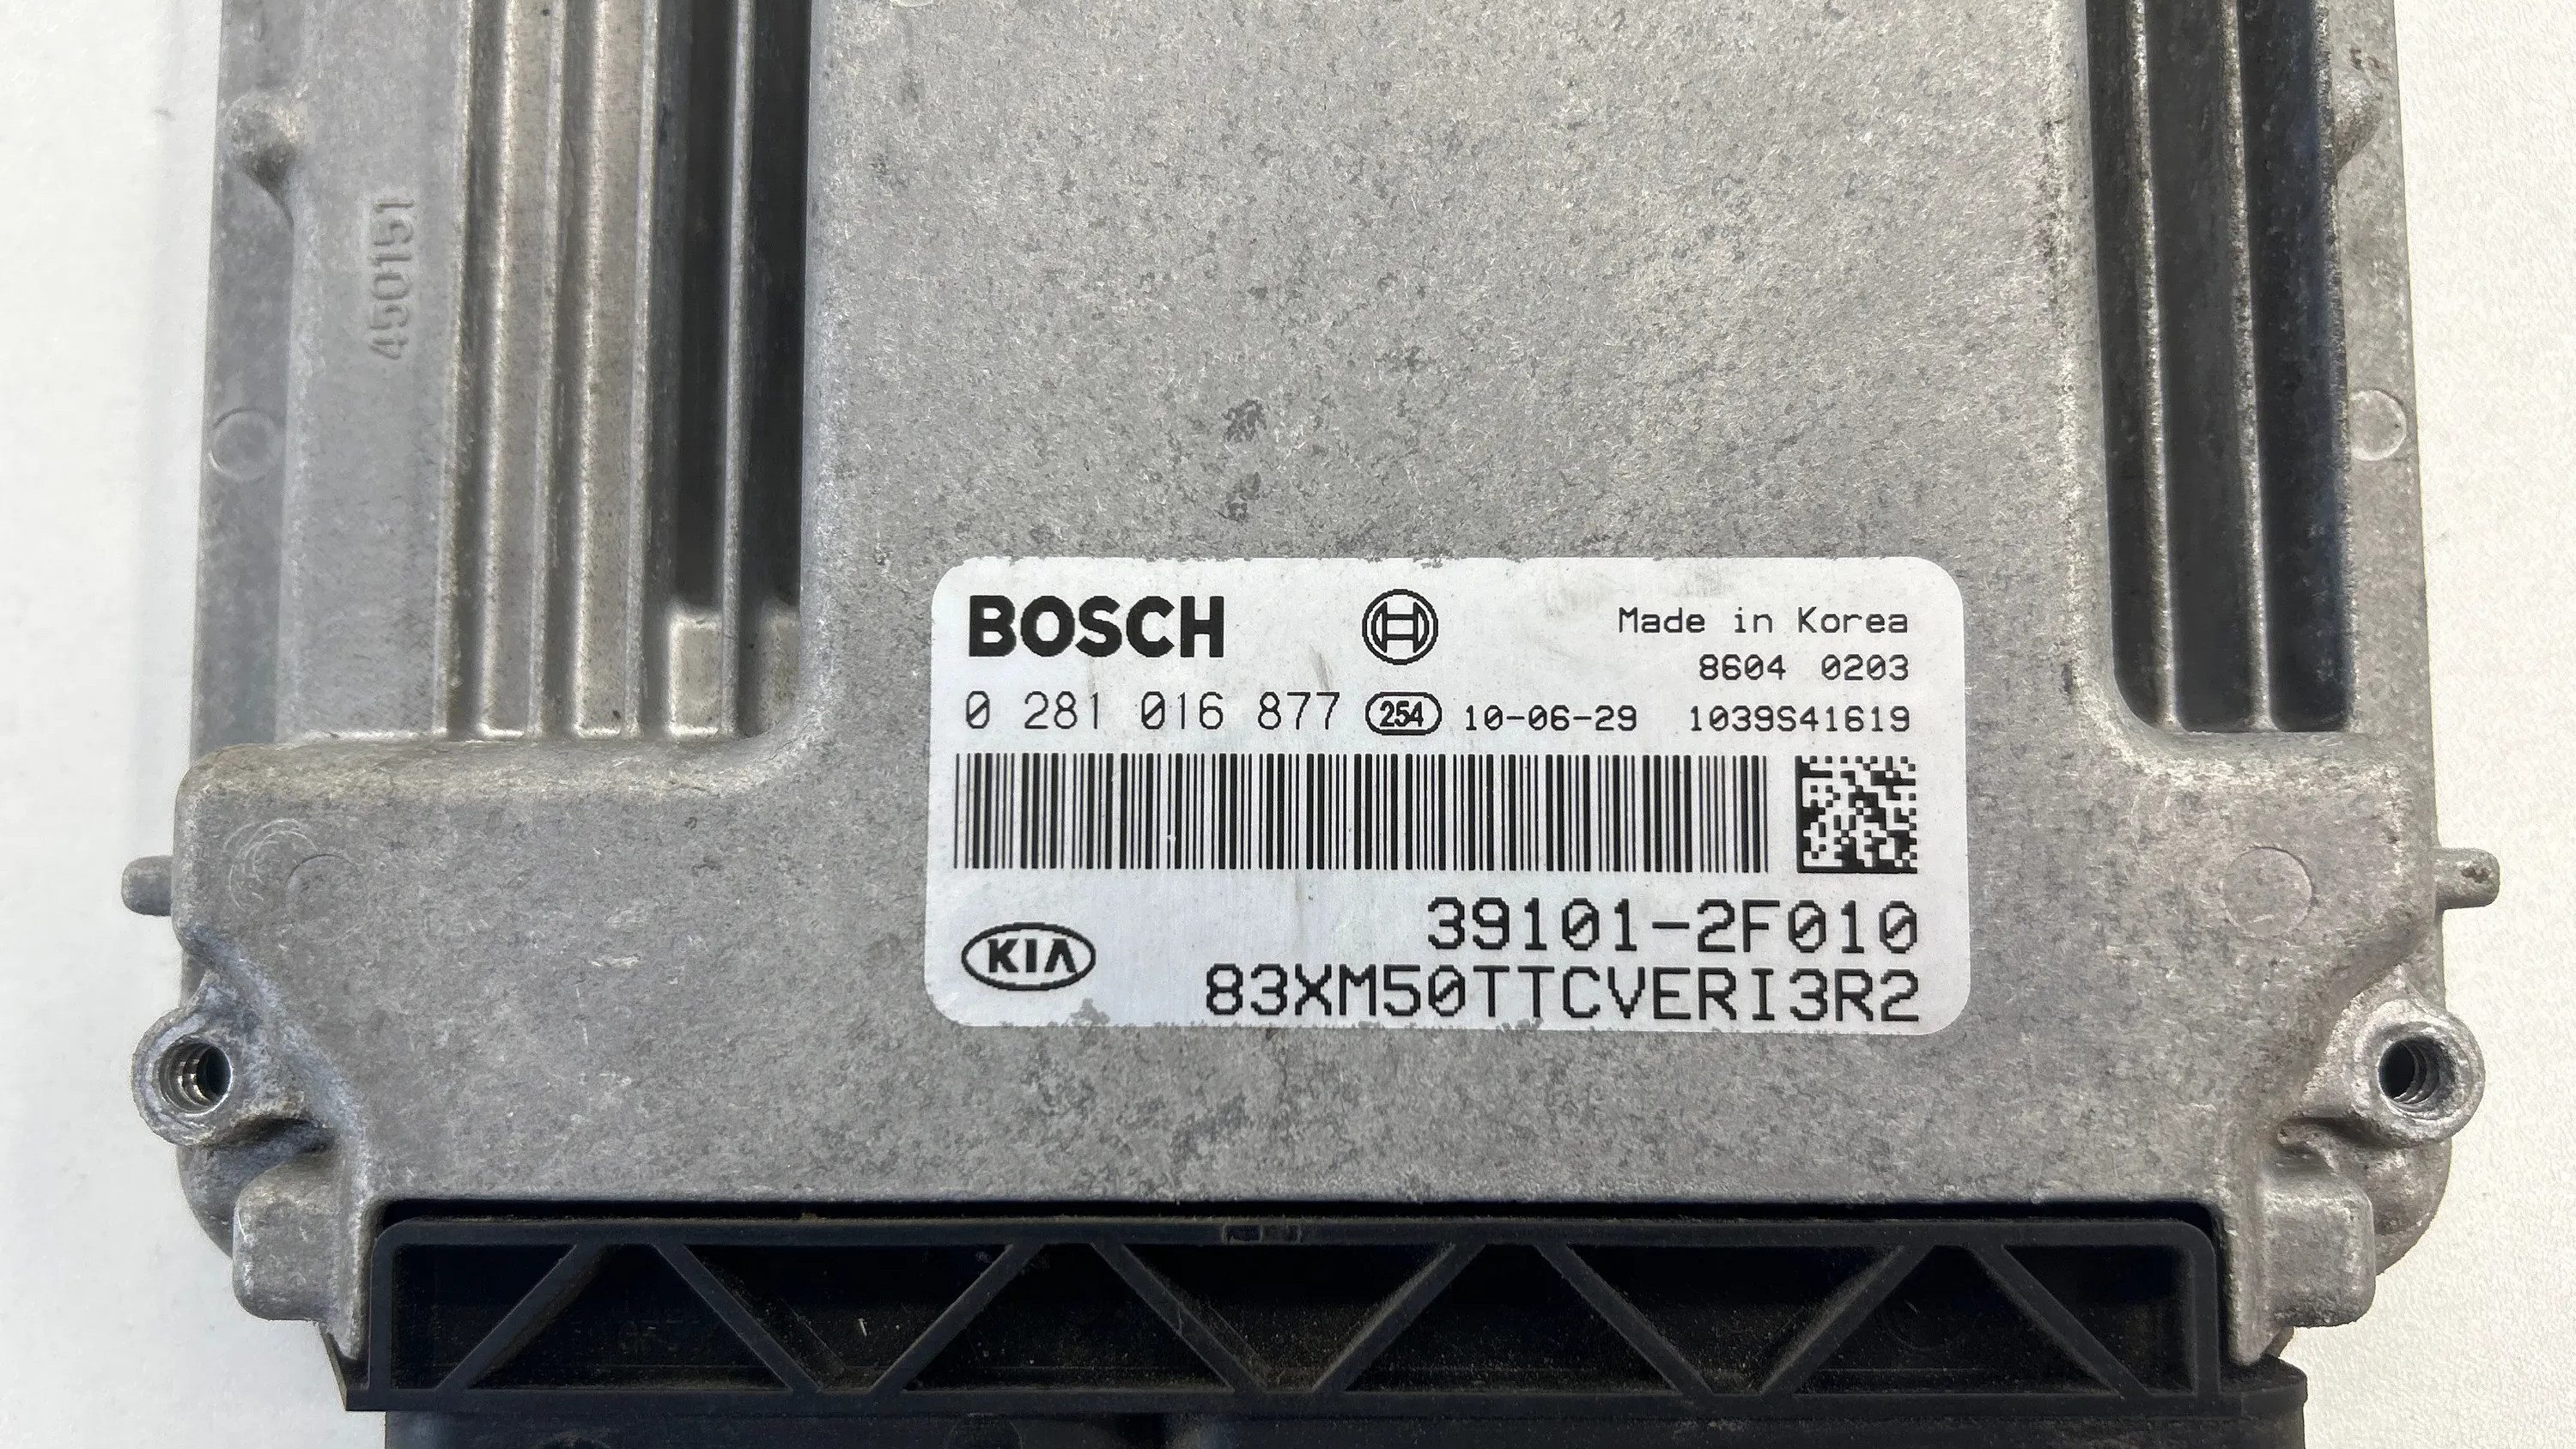 4500151
BOSCH
Made in Korea
8604 0203
0 281 016 877 254 10-06-29 1039S41619
39101-2F010
KIA
83XM50TTCVERI3R2